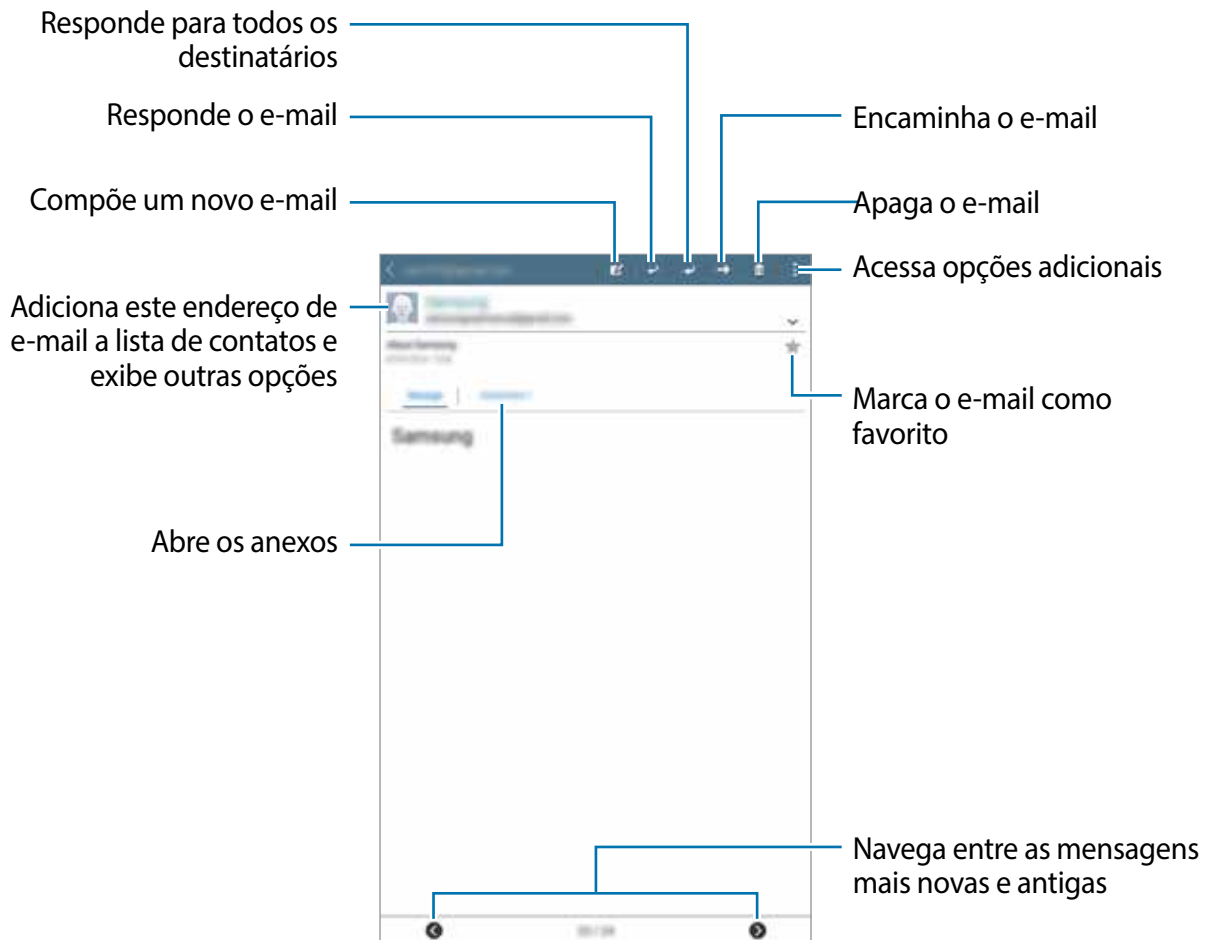 Responde para todos os
destinatários
Responde o e-mail
Compõe um novo e-mail
Adiciona este endereço de
e-mail a lista de contatos e
exibe outras opções
Abre os anexos
Encaminha o e-mail
Apaga o e-mail
Acessa opções adicionais
Marca o e-mail como
favorito
Navega entre as mensagens
mais novas e antigas
Samsung